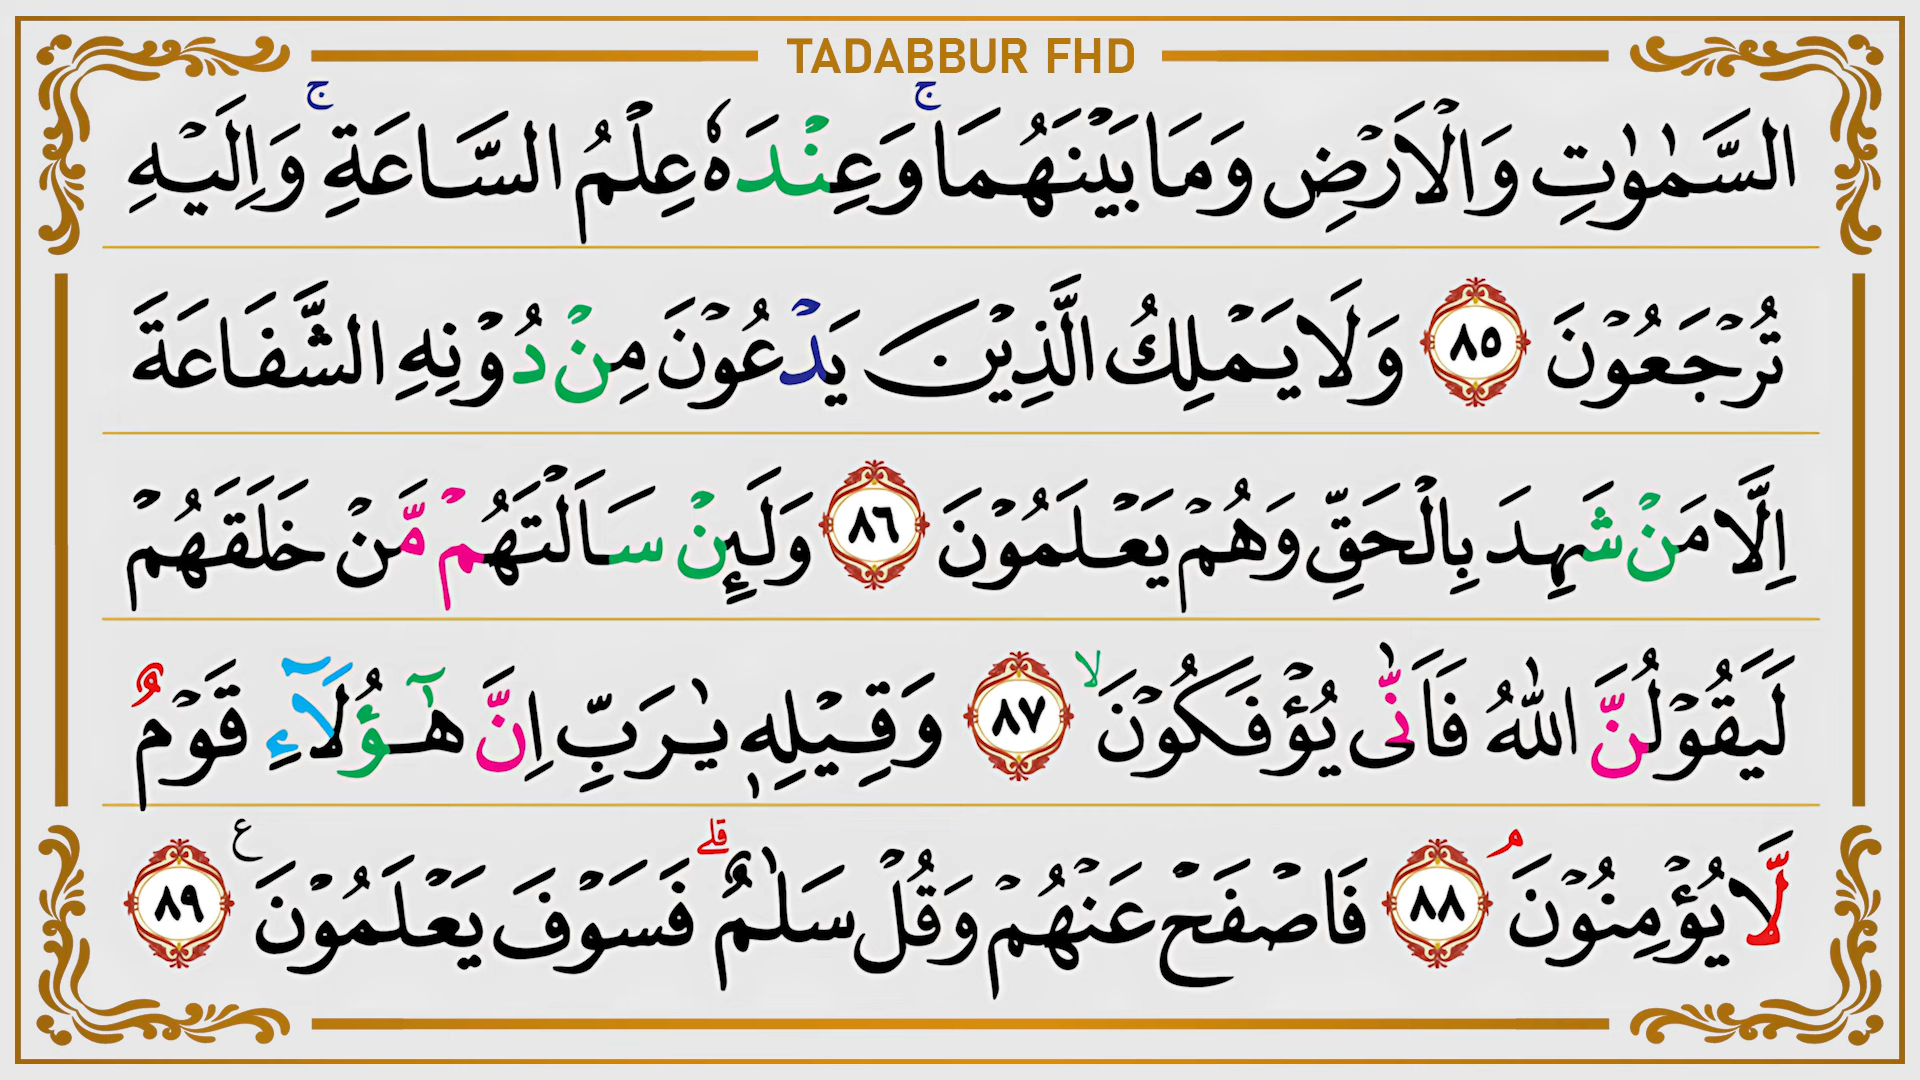 TADABBUR FHD
السَّمٰوٰتِ وَالْاَرْضِ وَمَا بَيْنَهُمَاۚ وَعِنْدَهٗ عِلْمُ السَّاعَةِۚ وَاِلَيْهِ
تُرْجَعُوْنَ ٨٥ وَلَا يَمْلِكُ الَّذِيْنَ يَدْعُوْنَ مِنْ دُوْنِهِ الشَّفَاعَةَ
اِلَّا مَنْ شَهِدَ بِالْحَقِّ وَهُمْ يَعْلَمُوْنَ ٨٦ وَلَئِنْ سَاَلْتَهُمْ مَّنْ خَلَقَهُمْ
لَيَقُوْلُنَّ اللّٰهُ فَاَنّٰى يُؤْفَكُوْنَۙ ٨٧ وَقِيْلِهٖ يٰرَبِّ اِنَّ هٰٓؤُلَآءِ قَوْمٌ
لَّا يُؤْمِنُوْنَۘ ٨٨ فَاصْفَحْ عَنْهُمْ وَقُلْ سَلٰمٌۗ فَسَوْفَ يَعْلَمُوْنَ ع ٨٩